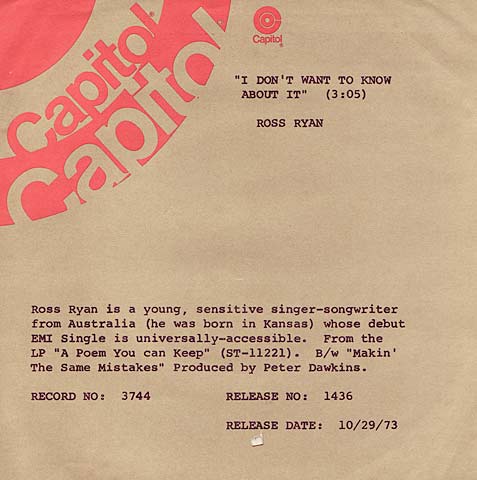 Capitol
Capitol
Capitol
"I DON'T WANT TO KNOW
ABOUT IT" (3:05)
ROSS RYAN
Ross Ryan is a young, sensitive singer-songwriter
from Australia (he was born in Kansas) whose debut
EMI Single is universally-accessible. From the
LP "A Poem You can Keep" (ST-11221). B/w "Makin'
The Same Mistakes" Produced by Peter Dawkins.
RECORD NO: 3744 RELEASE NO: 1436
RELEASE DATE: 10/29/73